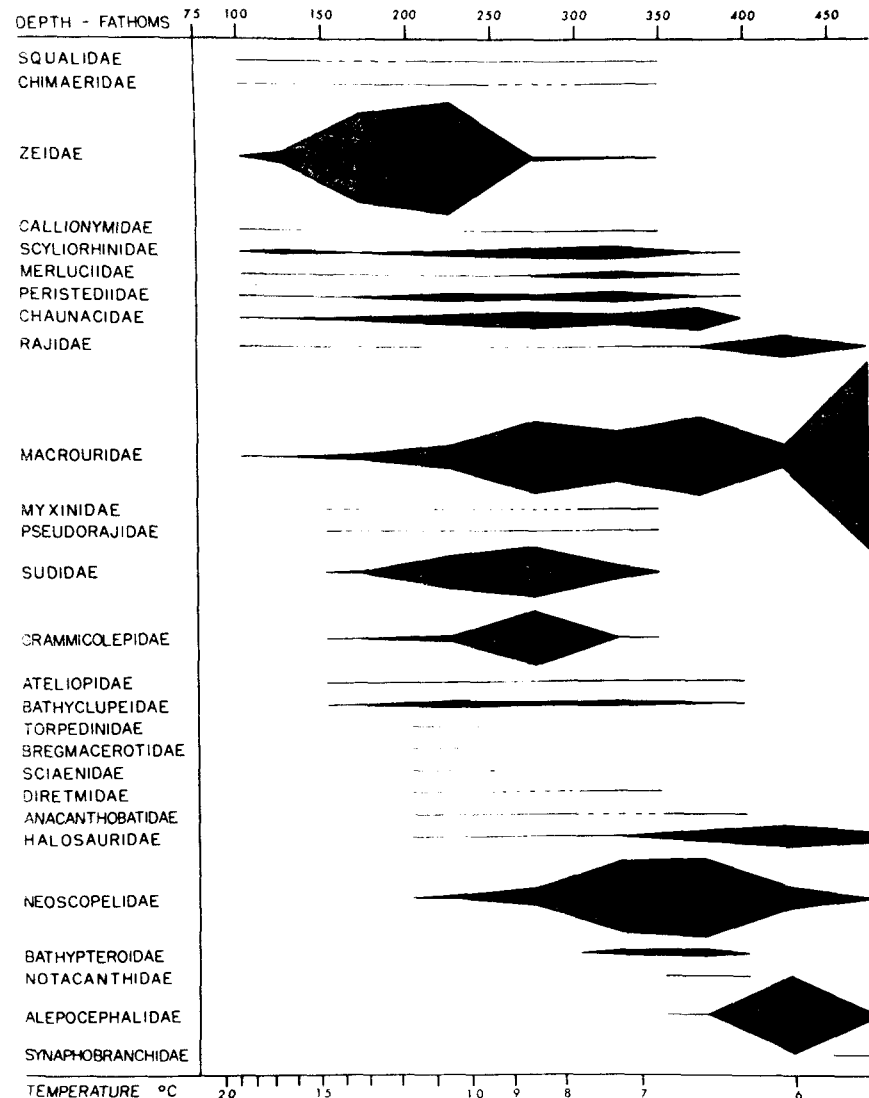 DEPTH - FATHOMS 75 100 150 200 250 300 350 400 450
SQUALIDAE
CHIMAERIDAE
ZEIDAE
CALLIONYMIDAE
SCYLIORHINIDAE
MERLUCIIDAE
PERISTEDIIDAE
CHAUNACIDAE
RAJIDAE
MACROURIDAE
MYXINIDAE
PSEUDORAJIDAE
SUDIDAE
GRAMMICOLEPIDAE
ATELIOPIDAE
BATHYCLUPEIDAE
TORPEDINIDAE
BREGMACEROTIDAE
SCIAENIDAE
DIRETMIDAE
ANACANTHOBATIDAE
HALOSAURIDAE
NEOSCOPELIDAE
BATHYPTEROIDAE
NOTACANTHIDAE
ALEPOCEPHALIDAE
SYNAPHOBRANCHIDAE
TEMPERATURE °C 20 15 10 9 8 7 6